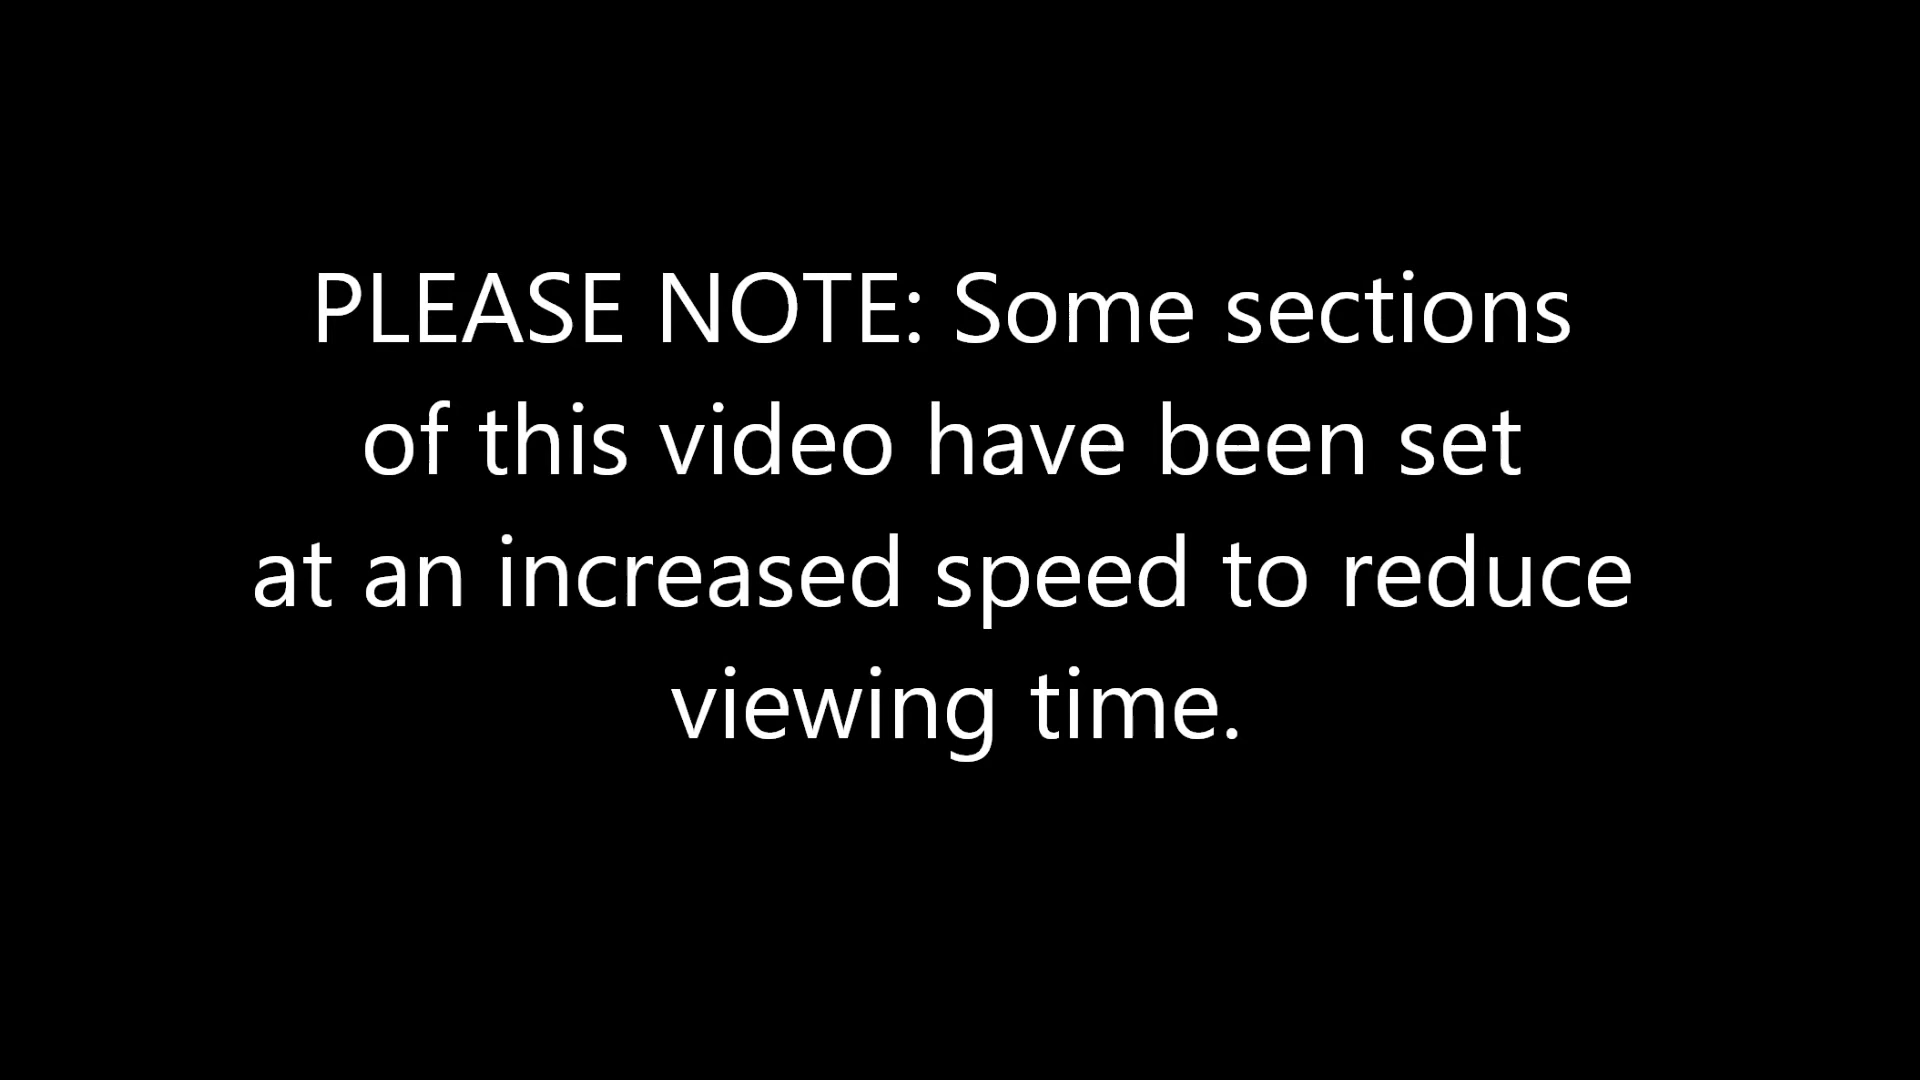 PLEASE NOTE: Some sections
of this video have been set
at an increased speed to reduce
viewing time.